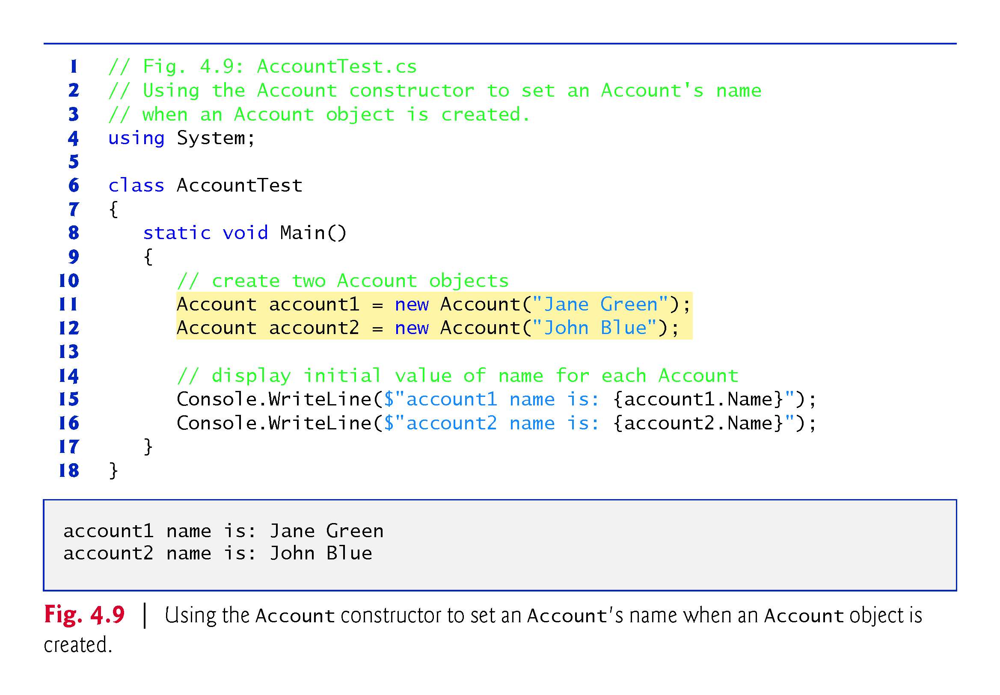 1 // Fig. 4.9: AccountTest.cs
2 // Using the Account constructor to set an Account's name
3 // when an Account object is created.
4 using System;
5
6 class AccountTest
7 {
8    static void Main()
9    {
10       // create two Account objects
11       Account account1 = new Account("Jane Green");
12       Account account2 = new Account("John Blue");
13
14       // display initial value of name for each Account
15       Console.WriteLine($"account1 name is: {account1.Name}");
16       Console.WriteLine($"account2 name is: {account2.Name}");
17    }
18 }
account1 name is: Jane Green
account2 name is: John Blue
Fig. 4.9 | Using the Account constructor to set an Account's name when an Account object is
created.